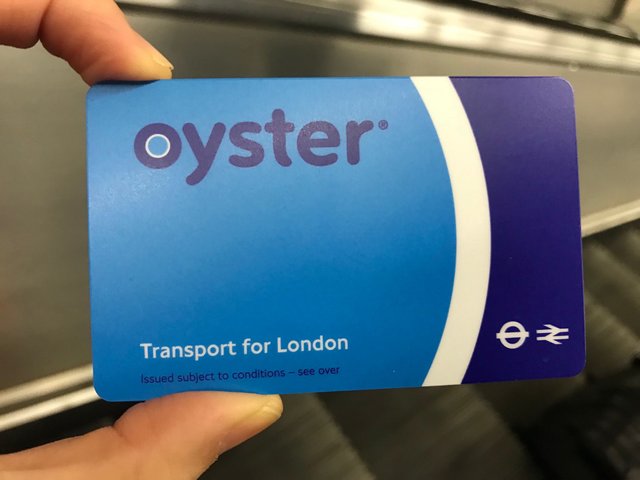 oyster®
Transport for London
Issued subject to conditions – see over